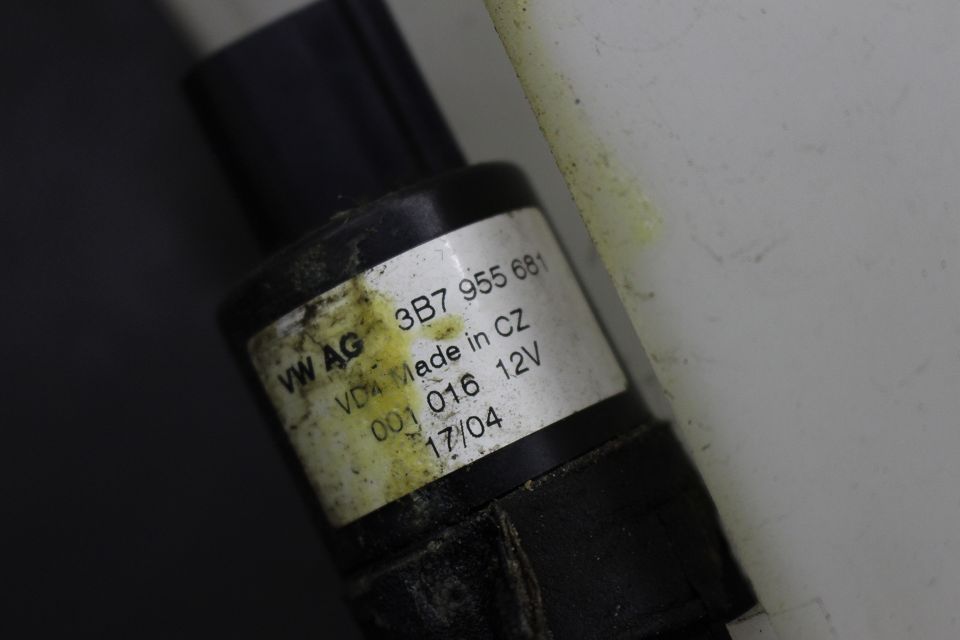 VW AG 3B7 955 681
VD4 Made in CZ
001 016 12V
17/04